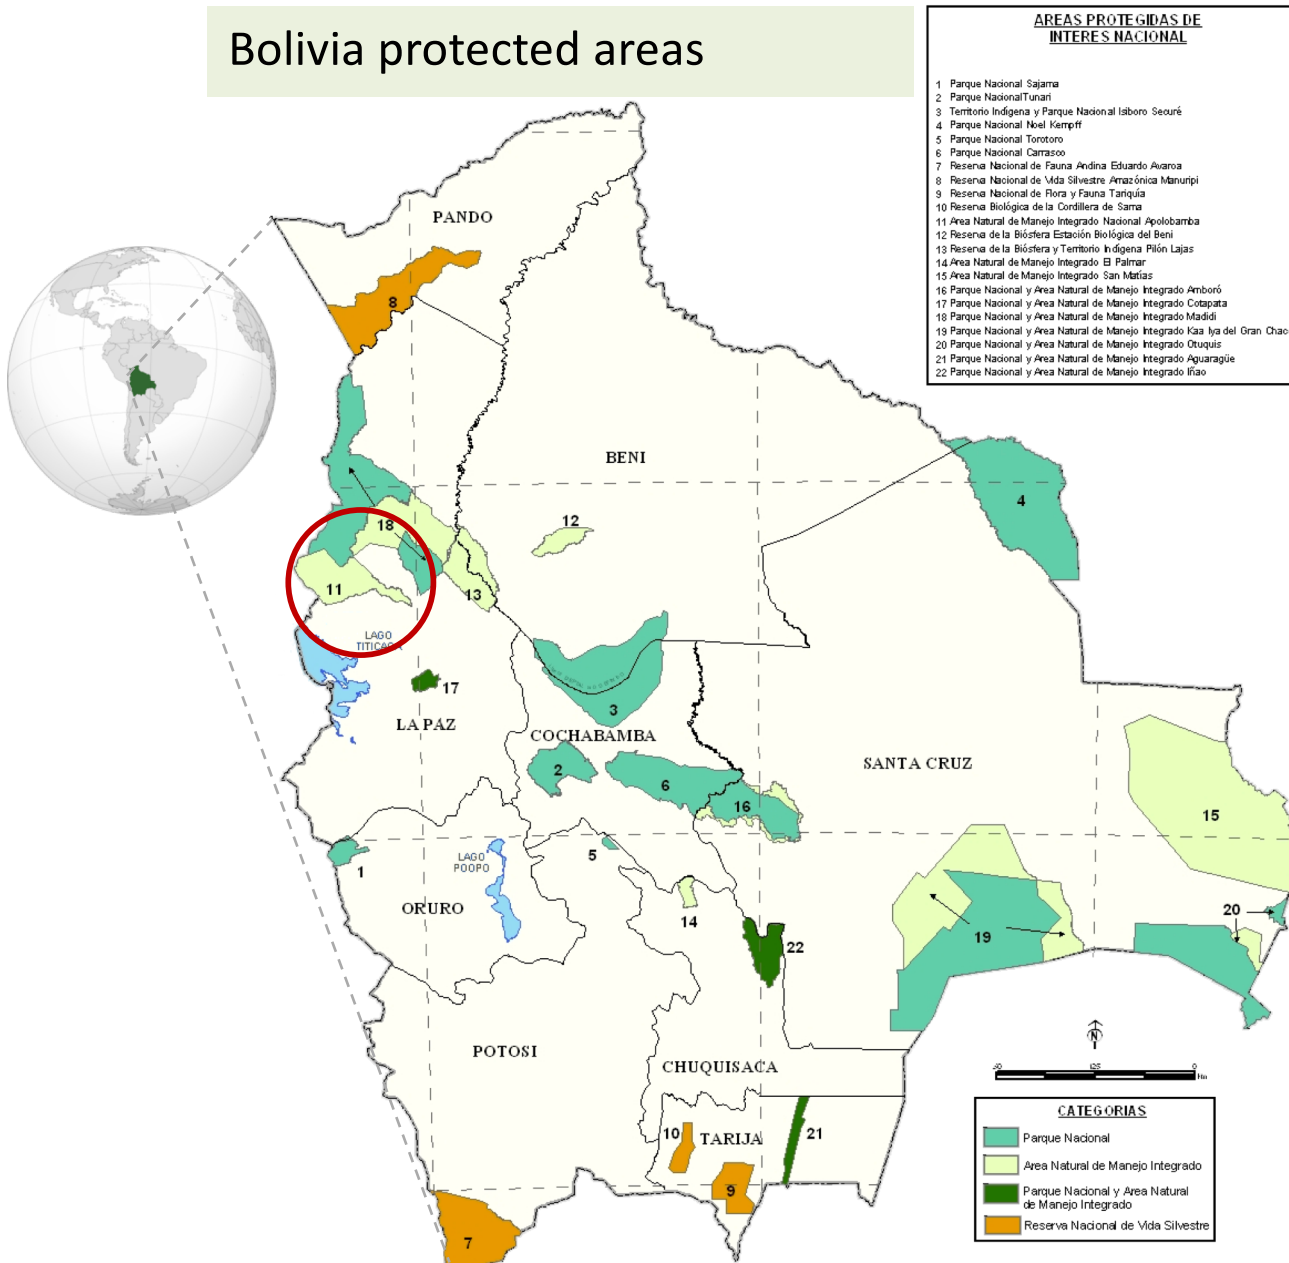 Bolivia protected areas
AREAS PROTEGIDAS DE
INTERES NACIONAL
1 Parque Nacional Sajama
2 Parque NacionalTunari
3 Territorio Indígena y Parque Nacional Isiboro Securé
4 Parque Nacional Noel Kempff
5 Parque Nacional Torotoro
6 Parque Nacional Carrasco
7 Reserva Nacional de Fauna Andina Eduardo Avaroa
8 Reserva Nacional de Vida Silvestre Amazónica Manuripi
9 Reserva Nacional de Flora y Fauna Tariquía
10 Reserva Biológica de la Cordillera de Sama
11 Area Natural de Manejo Integrado Nacional Apolobamba
12 Reserva de la Biósfera Estación Biológica del Beni
13 Reserva de la Biósfera y Territorio Indígena Pilón Lajas
14 Area Natural de Manejo Integrado El Palmar
15 Area Natural de Manejo Integrado San Matías
16 Parque Nacional y Area Natural de Manejo Integrado Amboró
17 Parque Nacional y Area Natural de Manejo Integrado Cotapata
18 Parque Nacional y Area Natural de Manejo Integrado Madidi
19 Parque Nacional y Area Natural de Manejo Integrado Kaa Iya del Gran Chac
20 Parque Nacional y Area Natural de Manejo Integrado Otuquis
21 Parque Nacional y Area Natural de Manejo Integrado Aguaragüe
22 Parque Nacional y Area Natural de Manejo Integrado Iñao
PANDO
8
BENI
4
12
18
11
13
LAGO
TITICACA
17
3
LA PAZ
COCHABAMBA
SANTA CRUZ
2
6
16
15
5
1
LAGO
POOPO
ORURO
14
20
19
22
N
POTOSI
CHUQUISACA
125
0
Km
10
TARIJA
21
9
7
CATEGORIAS
Parque Nacional
Area Natural de Manejo Integrado
Parque Nacional y Area Natural
de Manejo Integrado
Reserva Nacional de Vida Silvestre